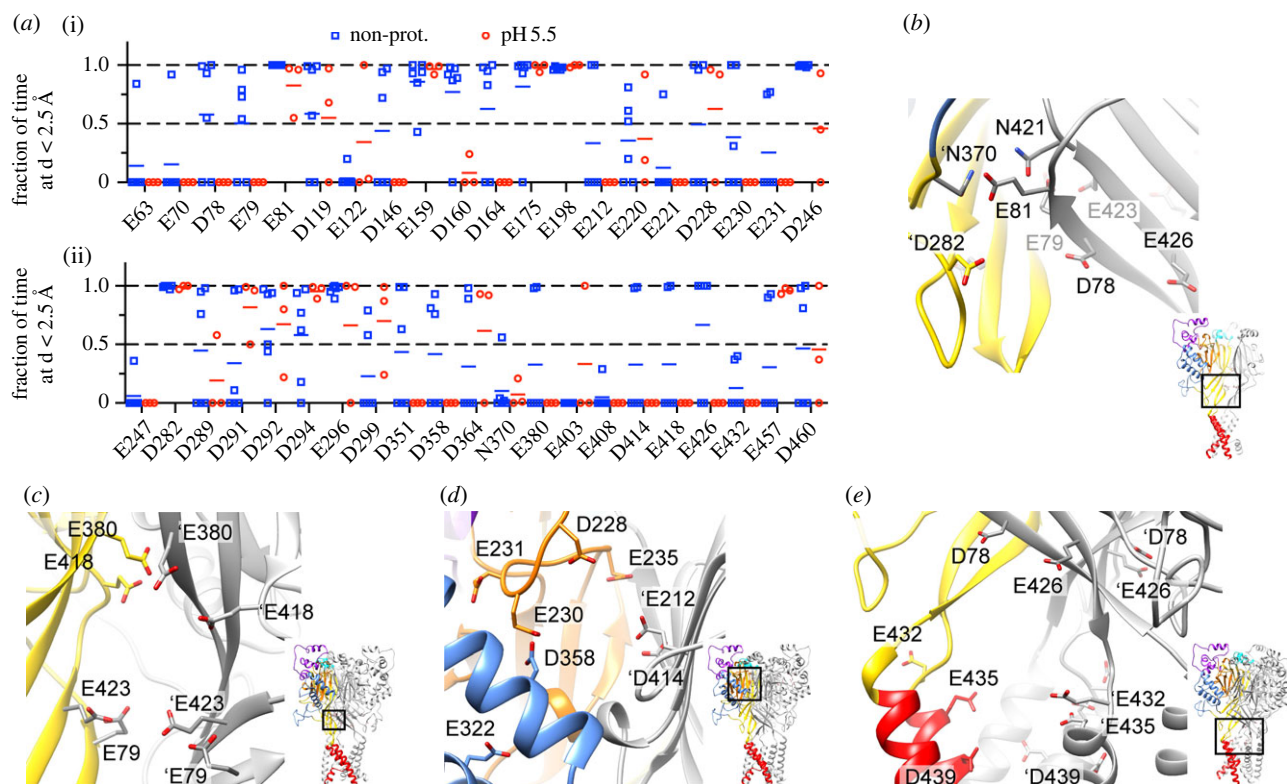 (a) (i)
non-prot. pH 5.5
fraction of time
at d < 2.5 Å
1.0
0.5
0
E63 E70 D78 E79 E81 D119 E122 D146 E159 D160 D164 E175 E198 E212 E220 E221 D228 E230 E231 D246
(ii)
fraction of time
at d < 2.5 Å
1.0
0.5
0
E247 D282 D289 D291 D292 D294 E296 D299 D351 D358 D364 N370 E380 E403 E408 D414 E418 E426 E432 E457 D460
(b)
N421
‘N370
E81
E423
‘D282
E79
E426
D78
(c)
E380
‘E380
E418
‘E418
E423
‘E423
E79
‘E79
(d)
D228
E231
E235
E230
‘E212
D358
‘D414
E322
(e)
D78
‘D78
E426
‘E426
E432
E435
‘E432
‘E435
D439
‘D439